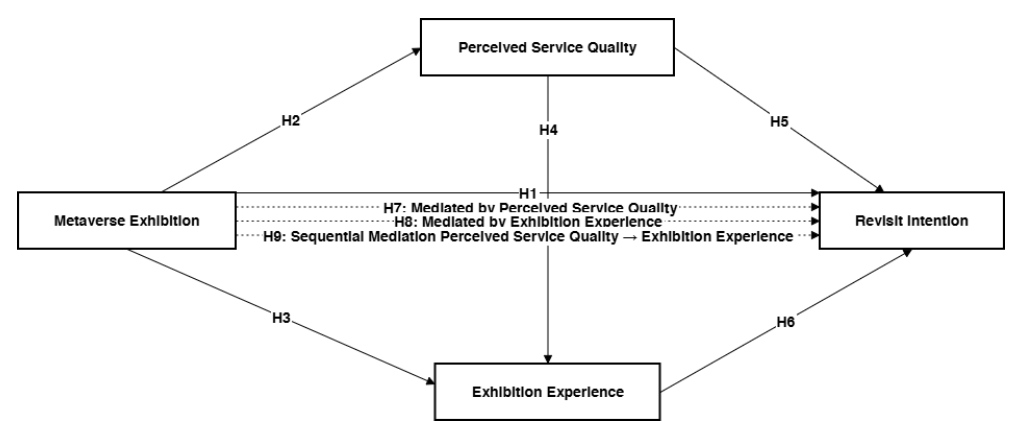 Perceived Service Quality
H2
H4
H5
H1
Metaverse Exhibition
H7: Mediated by Perceived Service Quality
H8: Mediated by Exhibition Experience
H9: Sequential Mediation Perceived Service Quality → Exhibition Experience
Revisit Intention
H3
H6
Exhibition Experience